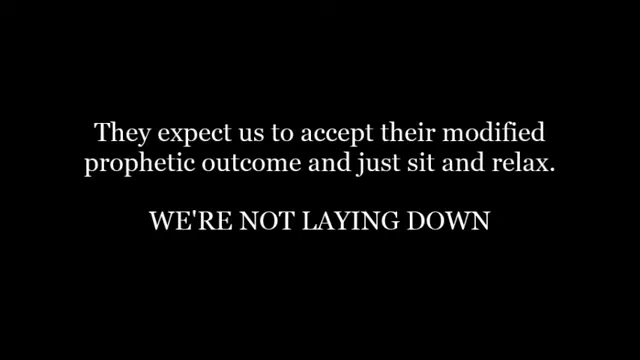 They expect us to accept their modified
prophetic outcome and just sit and relax.
WE'RE NOT LAYING DOWN